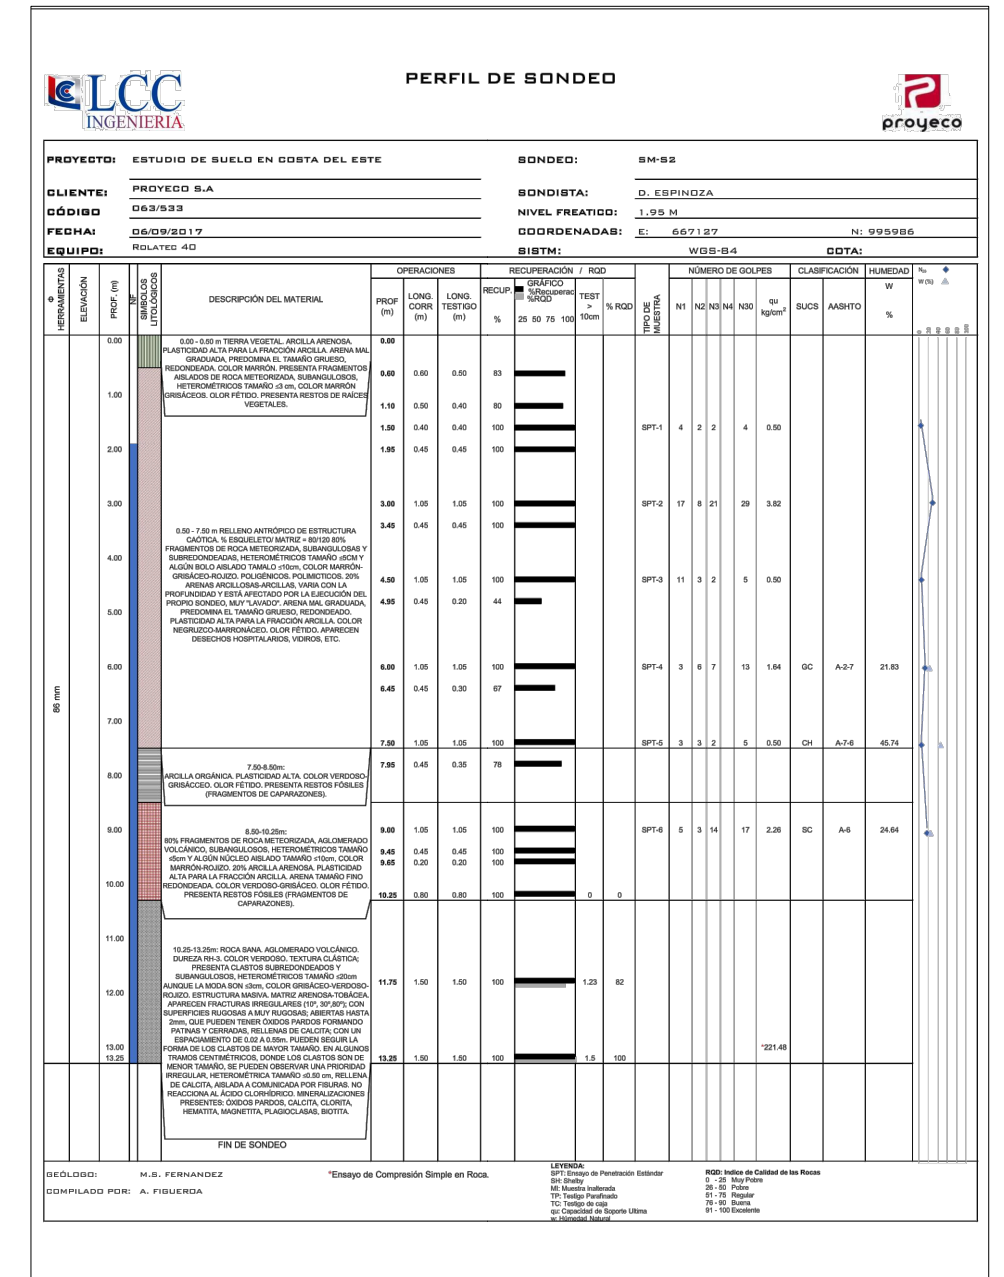 PERFIL DE SONDEO
LCC
INGENIERÍA
proyeco
PROYECTO: ESTUDIO DE SUELO EN COSTA DEL ESTE
SONDEO: SM-S2
CLIENTE: PROYECO S.A
SONDISTA: D. ESPINOZA
CÓDIGO 063/533
NIVEL FREATICO: 1.95 M
FECHA: 06/09/2017
COORDENADAS: E: 667127 N: 995986
EQUIPO: ROLATEC 40
SISTM: WGS-84 COTA:
Φ HERRAMIENTAS
ELEVACIÓN
PROF. (m)
NF
SIMBOLOS LITOLÓGICOS
DESCRIPCIÓN DEL MATERIAL
OPERACIONES
PROF (m)
LONG. CORR (m)
LONG. TESTIGO (m)
RECUPERACIÓN / RQD
RECUP. %
GRÁFICO
%Recuperac
%RQD
25 50 75 100
TEST > 10cm
% RQD
TIPO DE MUESTRA
NÚMERO DE GOLPES
N1 N2 N3 N4 N30
qu kg/cm²
CLASIFICACIÓN
SUCS AASHTO
HUMEDAD
W
%
N30
W (%)
0 20 40 60 80 100
86 mm
0.00
1.00
2.00
3.00
4.00
5.00
6.00
7.00
8.00
9.00
10.00
11.00
12.00
13.00
13.25
0.00 - 0.50 m TIERRA VEGETAL. ARCILLA ARENOSA.
PLASTICIDAD ALTA PARA LA FRACCIÓN ARCILLA. ARENA MAL
GRADUADA, PREDOMINA EL TAMAÑO GRUESO,
REDONDEADA. COLOR MARRÓN. PRESENTA FRAGMENTOS
AISLADOS DE ROCA METEORIZADA, SUBANGULOSOS,
HETEROMÉTRICOS TAMAÑO ≤3 cm, COLOR MARRÓN
GRISÁCEOS. OLOR FÉTIDO. PRESENTA RESTOS DE RAÍCES
VEGETALES.
0.50 - 7.50 m RELLENO ANTRÓPICO DE ESTRUCTURA
CAÓTICA. % ESQUELETO/ MATRIZ = 80/120 80%
FRAGMENTOS DE ROCA METEORIZADA, SUBANGULOSAS Y
SUBREDONDEADAS, HETEROMÉTRICOS TAMAÑO ≤5CM Y
ALGÚN BOLO AISLADO TAMALO ≤10cm, COLOR MARRÓN-
GRISÁCEO-ROJIZO. POLIGÉNICOS. POLIMICTICOS. 20%
ARENAS ARCILLOSAS-ARCILLAS, VARIA CON LA
PROFUNDIDAD Y ESTÁ AFECTADO POR LA EJECUCIÓN DEL
PROPIO SONDEO, MUY "LAVADO". ARENA MAL GRADUADA,
PREDOMINA EL TAMAÑO GRUESO, REDONDEADO.
PLASTICIDAD ALTA PARA LA FRACCIÓN ARCILLA. COLOR
NEGRUZCO-MARRONÁCEO. OLOR FÉTIDO. APARECEN
DESECHOS HOSPITALARIOS, VIDIROS, ETC.
7.50-8.50m:
ARCILLA ORGÁNICA. PLASTICIDAD ALTA. COLOR VERDOSO-
GRISÁCCEO. OLOR FÉTIDO. PRESENTA RESTOS FÓSILES
(FRAGMENTOS DE CAPARAZONES).
8.50-10.25m:
80% FRAGMENTOS DE ROCA METEORIZADA, AGLOMERADO
VOLCÁNICO, SUBANGULOSOS, HETEROMÉTRICOS TAMAÑO
≤5cm Y ALGÚN NÚCLEO AISLADO TAMAÑO ≤10cm, COLOR
MARRÓN-ROJIZO. 20% ARCILLA ARENOSA. PLASTICIDAD
ALTA PARA LA FRACCIÓN ARCILLA. ARENA TAMAÑO FINO
REDONDEADA. COLOR VERDOSO-GRISÁCEO. OLOR FÉTIDO.
PRESENTA RESTOS FÓSILES (FRAGMENTOS DE
CAPARAZONES).
10.25-13.25m: ROCA SANA. AGLOMERADO VOLCÁNICO.
DUREZA RH-3. COLOR VERDOSO. TEXTURA CLÁSTICA;
PRESENTA CLASTOS SUBREDONDEADOS Y
SUBANGULOSOS, HETEROMÉTRICOS TAMAÑO ≤20cm
AUNQUE LA MODA SON ≤3cm, COLOR GRISÁCEO-VERDOSO-
ROJIZO. ESTRUCTURA MASIVA. MATRIZ ARENOSA-TOBÁCEA.
APARECEN FRACTURAS IRREGULARES (10º, 30º,80º); CON
SUPERFICIES RUGOSAS A MUY RUGOSAS; ABIERTAS HASTA
2mm, QUE PUEDEN TENER ÓXIDOS PARDOS FORMANDO
PATINAS Y CERRADAS, RELLENAS DE CALCITA; CON UN
ESPACIAMIENTO DE 0.02 A 0.55m. PUEDEN SEGUIR LA
FORMA DE LOS CLASTOS DE MAYOR TAMAÑO. EN ALGUNOS
TRAMOS CENTIMÉTRICOS, DONDE LOS CLASTOS SON DE
MENOR TAMAÑO, SE PUEDEN OBSERVAR UNA PRIORIDAD
IRREGULAR, HETEROMÉTRICA TAMAÑO ≤0.50 cm, RELLENA
DE CALCITA, AISLADA A COMUNICADA POR FISURAS. NO
REACCIONA AL ÁCIDO CLORHÍDRICO. MINERALIZACIONES
PRESENTES: ÓXIDOS PARDOS, CALCITA, CLORITA,
HEMATITA, MAGNETITA, PLAGIOCLASAS, BIOTITA.
FIN DE SONDEO
0.00
0.60 0.60 0.50 83
1.10 0.50 0.40 80
1.50 0.40 0.40 100 SPT-1 4 2 2 4 0.50
1.95 0.45 0.45 100
3.00 1.05 1.05 100 SPT-2 17 8 21 29 3.82
3.45 0.45 0.45 100
4.50 1.05 1.05 100 SPT-3 11 3 2 5 0.50
4.95 0.45 0.20 44
6.00 1.05 1.05 100 SPT-4 3 6 7 13 1.64 GC A-2-7 21.83
6.45 0.45 0.30 67
7.50 1.05 1.05 100 SPT-5 3 3 2 5 0.50 CH A-7-6 45.74
7.95 0.45 0.35 78
9.00 1.05 1.05 100 SPT-6 5 3 14 17 2.26 SC A-6 24.64
9.45 0.45 0.45 100
9.65 0.20 0.20 100
10.25 0.80 0.80 100 0 0
11.75 1.50 1.50 100 1.23 82
*221.48
13.25 1.50 1.50 100 1.5 100
GEÓLOGO: M.S. FERNANDEZ
COMPILADO POR: A. FIGUEROA
*Ensayo de Compresión Simple en Roca.
LEYENDA:
SPT: Ensayo de Penetración Estándar
SH: Shelby
MI: Muestra Inalterada
TP: Testigo Parafinado
TC: Testigo de caja
qu: Capacidad de Soporte Ultima
w: Húmedad Natural
RQD: Indice de Calidad de las Rocas
0 - 25 Muy Pobre
26 - 50 Pobre
51 - 75 Regular
76 - 90 Buena
91 - 100 Excelente